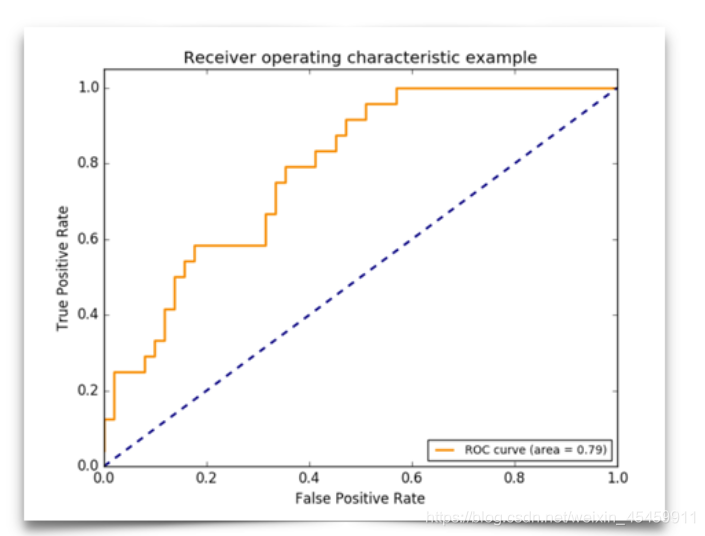 Receiver operating characteristic example
1.0
0.8
0.6
0.4
0.2
0.0
True Positive Rate
ROC curve (area = 0.79)
0.0 0.2 0.4 0.6 0.8 1.0
False Positive Rate
https://blog.csdn.net/weixin_45459911